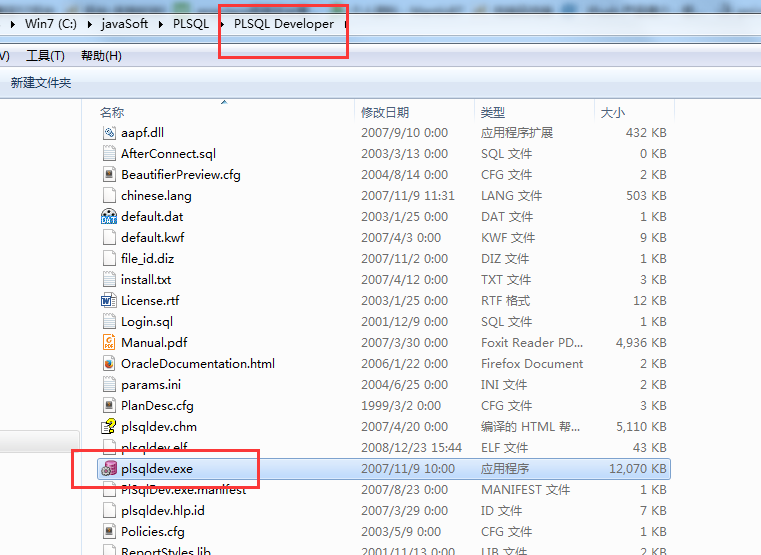 Win7 (C:) ▸ javaSoft ▸ PLSQL ▸ PLSQL Developer
V) 工具(T) 帮助(H)
新建文件夹
名称 修改日期 类型 大小
aapf.dll 2007/9/10 0:00 应用程序扩展 432 KB
AfterConnect.sql 2003/3/13 0:00 SQL 文件 0 KB
BeautifierPreview.cfg 2004/8/14 0:00 CFG 文件 2 KB
chinese.lang 2007/11/9 11:31 LANG 文件 503 KB
default.dat 2003/1/25 0:00 DAT 文件 1 KB
default.kwf 2007/4/3 0:00 KWF 文件 9 KB
file_id.diz 2007/11/2 0:00 DIZ 文件 1 KB
install.txt 2007/4/12 0:00 TXT 文件 3 KB
License.rtf 2003/1/25 0:00 RTF 格式 12 KB
Login.sql 2001/12/9 0:00 SQL 文件 1 KB
Manual.pdf 2007/3/30 0:00 Foxit Reader PD... 4,936 KB
OracleDocumentation.html 2006/1/22 0:00 Firefox Document 2 KB
params.ini 2004/6/25 0:00 INI 文件 2 KB
PlanDesc.cfg 1999/3/2 0:00 CFG 文件 3 KB
plsqldev.chm 2007/4/20 0:00 编译的 HTML 帮... 5,110 KB
plsqldev.elf 2008/12/23 15:44 ELF 文件 43 KB
plsqldev.exe 2007/11/9 10:00 应用程序 12,070 KB
PlSqlDev.exe.manifest 2007/8/23 0:00 MANIFEST 文件 1 KB
plsqldev.hlp.id 2007/3/29 0:00 ID 文件 7 KB
Policies.cfg 2003/5/9 0:00 CFG 文件 1 KB
ReportStyles.lib 2006/1/22 0:00 LIB 文件 2 KB